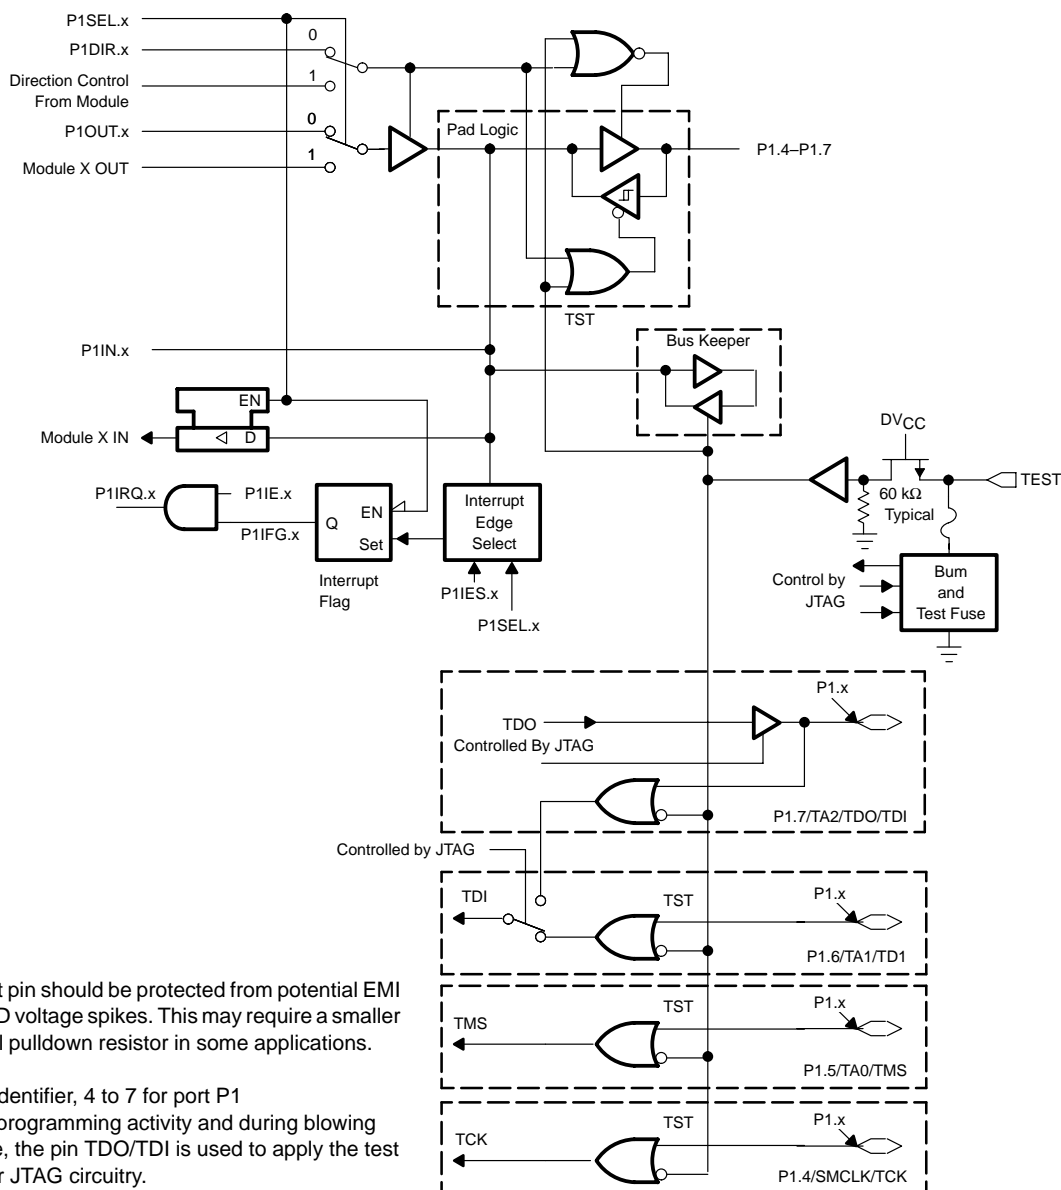 P1SEL.x
P1DIR.x
0
Direction Control
From Module
1
P1OUT.x
0
Module X OUT
1
Pad Logic
P1.4–P1.7
TST
P1IN.x
Bus Keeper
EN
Module X IN
D
DVCC
TEST
60 kΩ
Typical
P1IRQ.x
P1IE.x
P1IFG.x
Q
EN
Set
Interrupt
Edge
Select
Interrupt
Flag
P1IES.x
P1SEL.x
Control by
JTAG
Bum
and
Test Fuse
P1.x
TDO
Controlled By JTAG
P1.7/TA2/TDO/TDI
Controlled by JTAG
TDI
TST
P1.x
P1.6/TA1/TD1
TMS
TST
P1.x
P1.5/TA0/TMS
TCK
TST
P1.x
P1.4/SMCLK/TCK
t pin should be protected from potential EMI
D voltage spikes. This may require a smaller
l pulldown resistor in some applications.
dentifier, 4 to 7 for port P1
programming activity and during blowing
e, the pin TDO/TDI is used to apply the test
r JTAG circuitry.